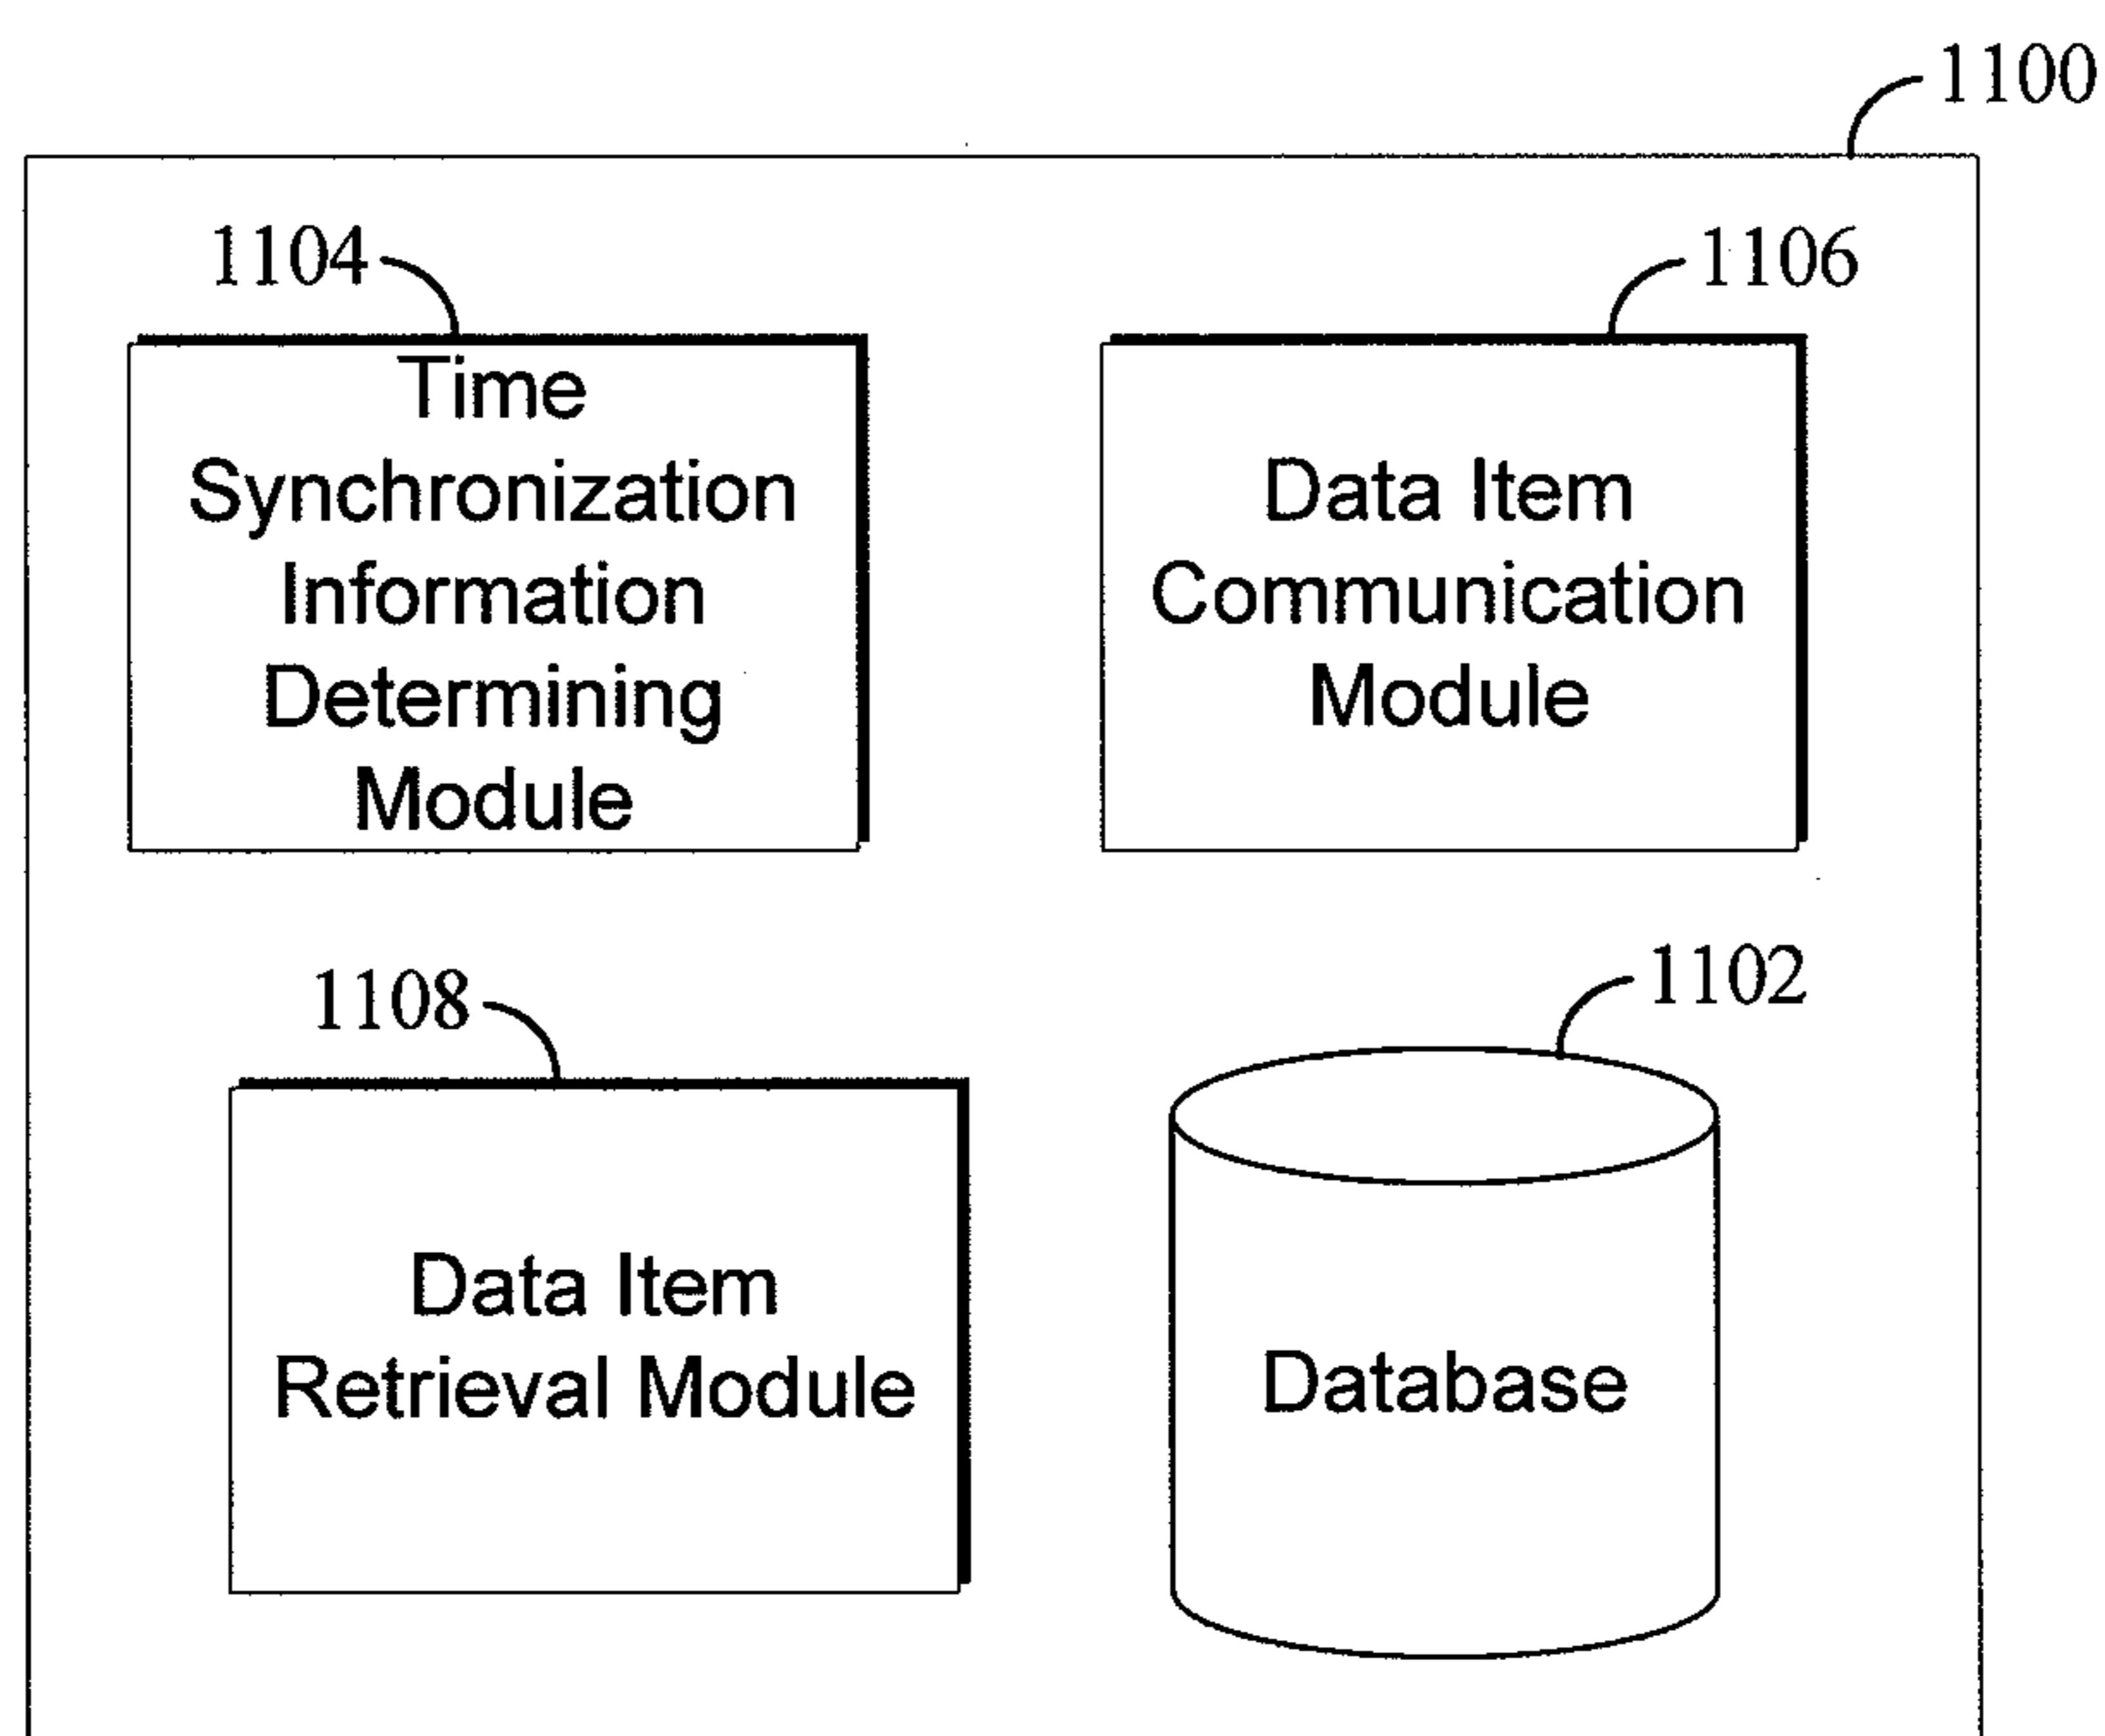 1100
1104
1106
Time
Synchronization
Information
Determining
Module
Data Item
Communication
Module
1108
1102
Data Item
Retrieval Module
Database